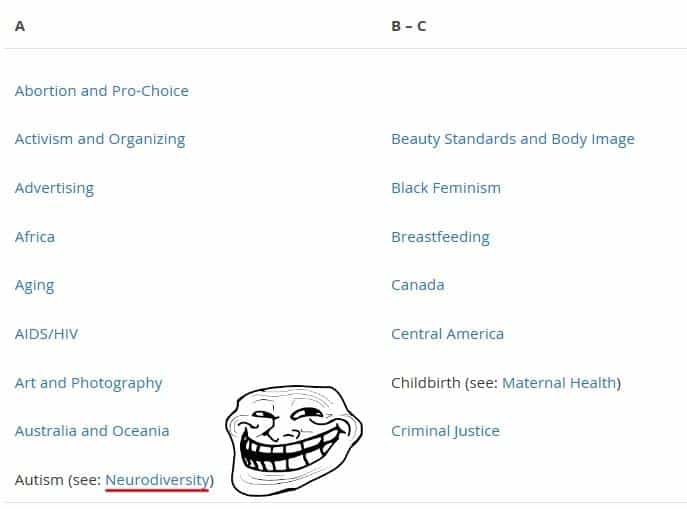 A
Abortion and Pro-Choice
Activism and Organizing
Advertising
Africa
Aging
AIDS/HIV
Art and Photography
Australia and Oceania
Autism (see: Neurodiversity)
B – C
Beauty Standards and Body Image
Black Feminism
Breastfeeding
Canada
Central America
Childbirth (see: Maternal Health)
Criminal Justice